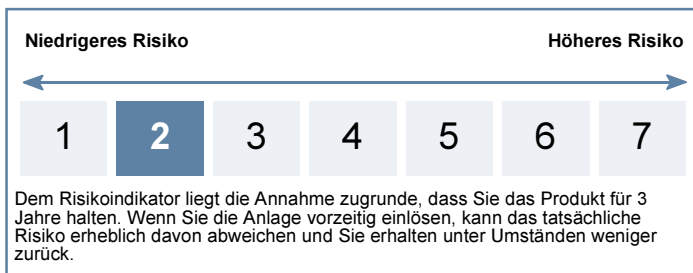 Niedrigeres Risiko Höheres Risiko
1 2 3 4 5 6 7
Dem Risikoindikator liegt die Annahme zugrunde, dass Sie das Produkt für 3
Jahre halten. Wenn Sie die Anlage vorzeitig einlösen, kann das tatsächliche
Risiko erheblich davon abweichen und Sie erhalten unter Umständen weniger
zurück.